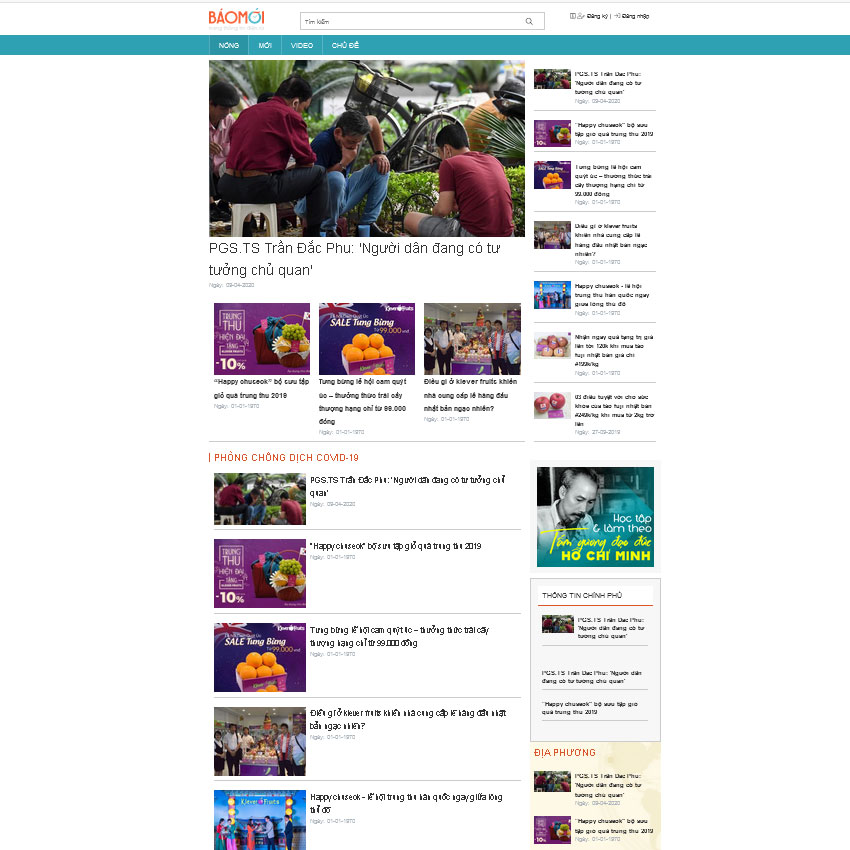 BÁOMỚI
Tìm kiếm
Đăng ký | Đăng nhập
NÓNG
MỚI
VIDEO
CHỦ ĐỀ
PGS.TS Trần Đắc Phu: 'Người dân đang có tư
tưởng chủ quan'
Ngày: 09-04-2020
TRUNG
THU
HIỆN ĐẠI
TẶNG
-10%
"Happy chuseok" bộ sưu tập
giỏ quà trung thu 2019
Ngày: 01-01-1970
SALE Tưng Bừng
Từ 99,000
Tưng bừng lễ hội cam quýt
úc – thưởng thức trái cây
thượng hạng chỉ từ 99.000
đồng
Ngày: 01-01-1970
Điều gì ở klever fruits khiến
nhà cung cấp lê hàng đầu
nhật bản ngạc nhiên?
Ngày: 01-01-1970
PHÒNG CHỐNG DỊCH COVID-19
PGS.TS Trần Đắc Phu: 'Người dân đang có tư tưởng chủ
quan'
Ngày: 09-04-2020
TRUNG
THU
HIỆN ĐẠI
TẶNG
-10%
"Happy chuseok" bộ sưu tập giỏ quà trung thu 2019
Ngày: 01-01-1970
SALE Tưng Bừng
Từ 99,000
Tưng bừng lễ hội cam quýt úc – thưởng thức trái cây
thượng hạng chỉ từ 99.000 đồng
Ngày: 01-01-1970
Điều gì ở klever fruits khiến nhà cung cấp lê hàng đầu nhật
bản ngạc nhiên?
Ngày: 01-01-1970
Klever Fruits
Happy chuseok - lễ hội trung thu hàn quốc ngay giữa lòng
thủ đô
Ngày: 01-01-1970
PGS.TS Trần Đắc Phu:
'Người dân đang có tư
tưởng chủ quan'
Ngày: 09-04-2020
"Happy chuseok" bộ sưu
tập giỏ quà trung thu 2019
Ngày: 01-01-1970
Tưng bừng lễ hội cam
quýt úc – thưởng thức trái
cây thượng hạng chỉ từ
99.000 đồng
Ngày: 01-01-1970
Điều gì ở klever fruits
khiến nhà cung cấp lê
hàng đầu nhật bản ngạc
nhiên?
Ngày: 01-01-1970
Happy chuseok - lễ hội
trung thu hàn quốc ngay
giữa lòng thủ đô
Ngày: 01-01-1970
Nhận ngay quà tặng trị giá
lên tới 120k khi mua táo
fuji nhật bản giá chỉ
#199k/kg
Ngày: 01-01-1970
03 điều tuyệt vời cho sức
khỏe của táo fuji nhật bản
#249k/kg khi mua từ 2kg trở
lên
Ngày: 27-09-2019
Học tập
& làm theo
Tấm gương đạo đức
HỒ CHÍ MINH
THÔNG TIN CHÍNH PHỦ
PGS.TS Trần Đắc Phu:
'Người dân đang có tư
tưởng chủ quan'
PGS.TS Trần Đắc Phu: 'Người dân
đang có tư tưởng chủ quan'
"Happy chuseok" bộ sưu tập giỏ
quà trung thu 2019
ĐỊA PHƯƠNG
PGS.TS Trần Đắc Phu:
'Người dân đang có tư
tưởng chủ quan'
Ngày: 09-04-2020
"Happy chuseok" bộ sưu
tập giỏ quà trung thu 2019
Ngày: 01-01-1970